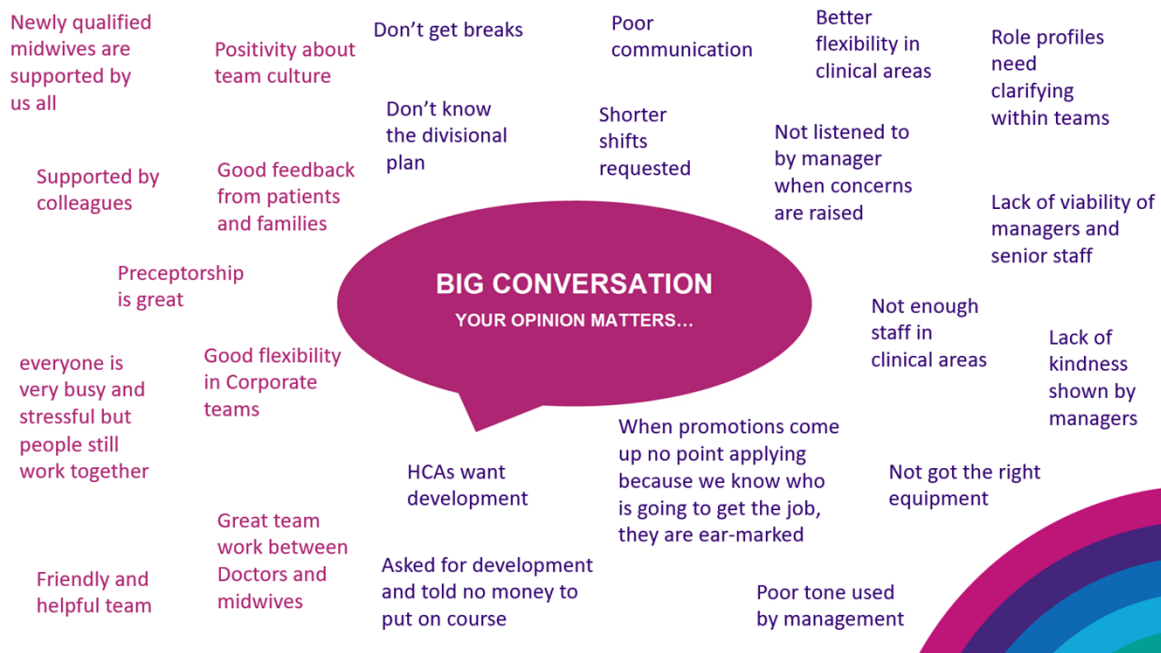 Newly qualified
midwives are
supported by
us all
Positivity about
team culture
Don't get breaks
Poor
communication
Better
flexibility in
clinical areas
Role profiles
need
clarifying
within teams
Don't know
the divisional
plan
Shorter
shifts
requested
Not listened to
by manager
when concerns
are raised
Supported by
colleagues
Good feedback
from patients
and families
Lack of viability of
managers and
senior staff
Preceptorship
is great
BIG CONVERSATION
YOUR OPINION MATTERS…
Not enough
staff in
clinical areas
Lack of
kindness
shown by
managers
everyone is
very busy and
stressful but
people still
work together
Good flexibility
in Corporate
teams
When promotions come
up no point applying
because we know who
is going to get the job,
they are ear-marked
HCAs want
development
Not got the right
equipment
Great team
work between
Doctors and
midwives
Friendly and
helpful team
Asked for development
and told no money to
put on course
Poor tone used
by management